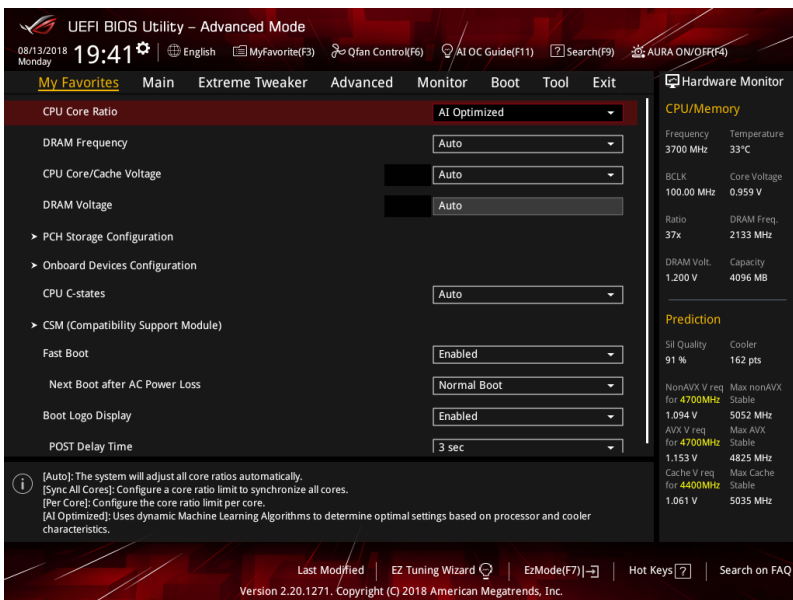 UEFI BIOS Utility – Advanced Mode
08/13/2018 Monday 19:41 English MyFavorite(F3) Qfan Control(F6) AI OC Guide(F11) ? Search(F9) AURA ON/OFF(F4)
My Favorites Main Extreme Tweaker Advanced Monitor Boot Tool Exit
CPU Core Ratio AI Optimized
DRAM Frequency Auto
CPU Core/Cache Voltage Auto
DRAM Voltage Auto
> PCH Storage Configuration
> Onboard Devices Configuration
CPU C-states Auto
> CSM (Compatibility Support Module)
Fast Boot Enabled
Next Boot after AC Power Loss Normal Boot
Boot Logo Display Enabled
POST Delay Time 3 sec
[Auto]: The system will adjust all core ratios automatically.
[Sync All Cores]: Configure a core ratio limit to synchronize all cores.
[Per Core]: Configure the core ratio limit per core.
[AI Optimized]: Uses dynamic Machine Learning Algorithms to determine optimal settings based on processor and cooler
characteristics.
Hardware Monitor
CPU/Memory
Frequency Temperature
3700 MHz 33°C
BCLK Core Voltage
100.00 MHz 0.959 V
Ratio DRAM Freq.
37x 2133 MHz
DRAM Volt. Capacity
1.200 V 4096 MB
Prediction
Sil Quality Cooler
91 % 162 pts
NonAVX V req Max nonAVX
for 4700MHz Stable
1.094 V 5052 MHz
AVX V req Max AVX
for 4700MHz Stable
1.153 V 4825 MHz
Cache V req Max Cache
for 4400MHz Stable
1.061 V 5035 MHz
Last Modified EZ Tuning Wizard EzMode(F7) Hot Keys ? Search on FAQ
Version 2.20.1271. Copyright (C) 2018 American Megatrends, Inc.